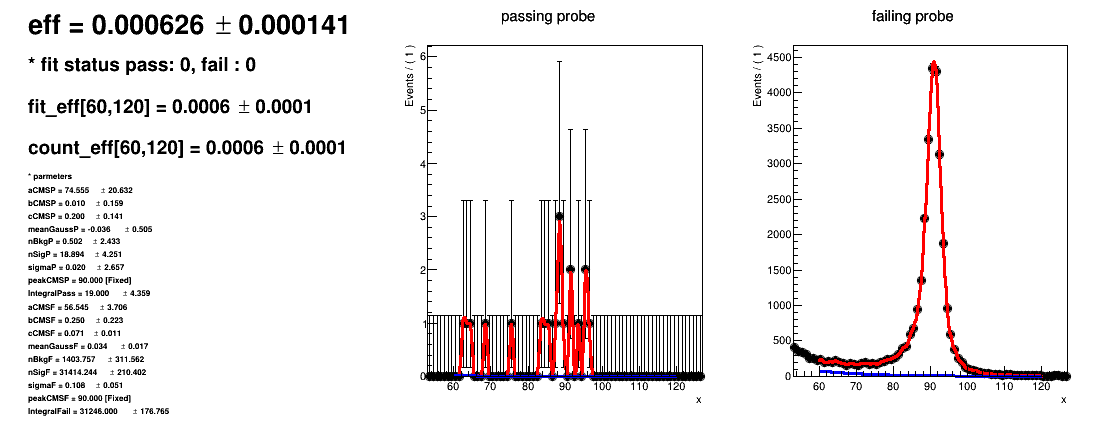 eff = 0.000626 ± 0.000141
* fit status pass: 0, fail : 0
fit_eff[60,120] = 0.0006 ± 0.0001
count_eff[60,120] = 0.0006 ± 0.0001
* parmeters
aCMSP = 74.555 ± 20.632
bCMSP = 0.010 ± 0.159
cCMSP = 0.200 ± 0.141
meanGaussP = -0.036 ± 0.505
nBkgP = 0.502 ± 2.433
nSigP = 18.894 ± 4.251
sigmaP = 0.020 ± 2.657
peakCMSP = 90.000 [Fixed]
IntegralPass = 19.000 ± 4.359
aCMSF = 56.545 ± 3.706
bCMSF = 0.250 ± 0.223
cCMSF = 0.071 ± 0.011
meanGaussF = 0.034 ± 0.017
nBkgF = 1403.757 ± 311.562
nSigF = 31414.244 ± 210.402
sigmaF = 0.108 ± 0.051
peakCMSF = 90.000 [Fixed]
IntegralFail = 31246.000 ± 176.765
passing probe
Events / ( 1 )
6
5
4
3
2
1
0
60 70 80 90 100 110 120
x
failing probe
Events / ( 1 )
4500
4000
3500
3000
2500
2000
1500
1000
500
0
60 70 80 90 100 110 120
x